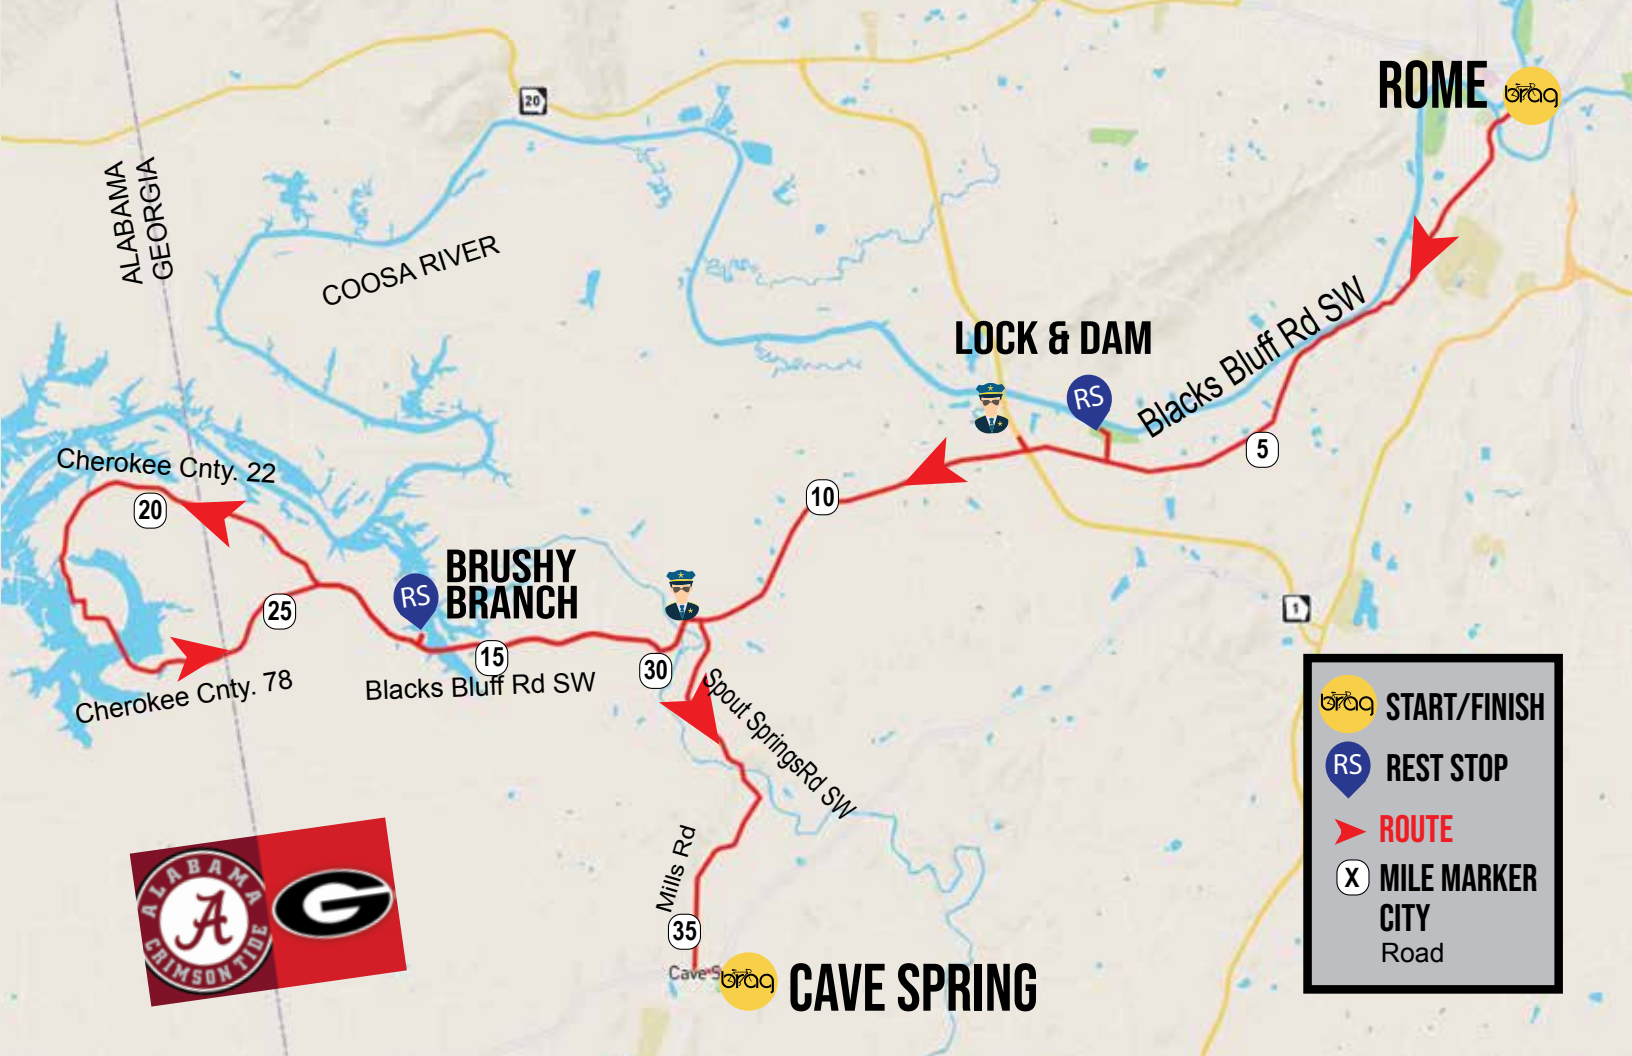 ROME
brag
20
ALABAMA
GEORGIA
COOSA RIVER
LOCK & DAM
RS
Blacks Bluff Rd SW
5
10
Cherokee Cnty. 22
20
BRUSHY
BRANCH
RS
25
15
30
Cherokee Cnty. 78
Blacks Bluff Rd SW
Spout SpringsRd SW
1
Mills Rd
35
Cave S
brag
CAVE SPRING
ALABAMA
A
CRIMSON TIDE
G
brag
START/FINISH
RS
REST STOP
ROUTE
X
MILE MARKER
CITY
Road